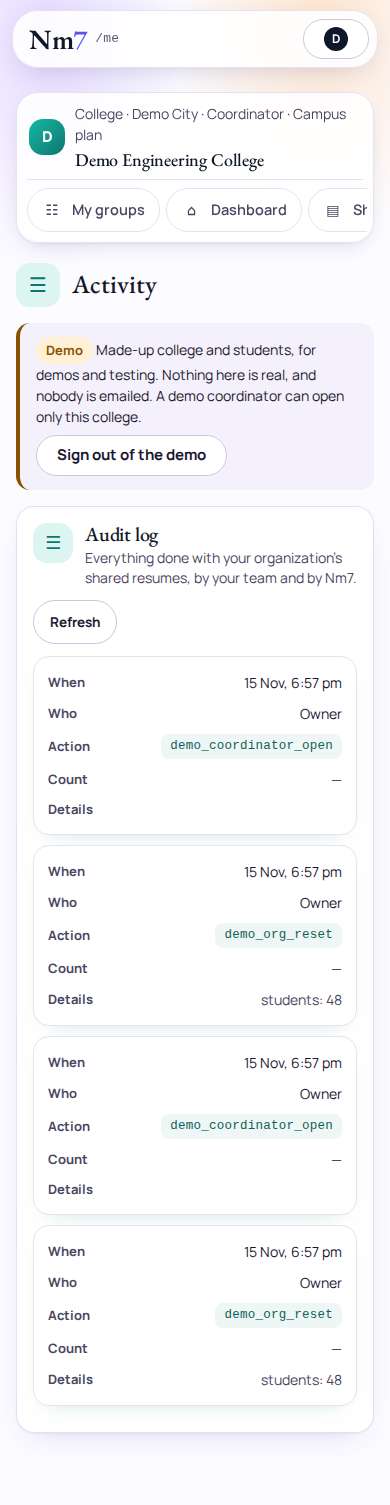 Nm7 /me
D
D
College · Demo City · Coordinator · Campus
plan
Demo Engineering College
My groups
Dashboard
Sh
Activity
Demo Made-up college and students, for
demos and testing. Nothing here is real, and
nobody is emailed. A demo coordinator can open
only this college.
Sign out of the demo
Audit log
Everything done with your organization's
shared resumes, by your team and by Nm7.
Refresh
When 15 Nov, 6:57 pm
Who Owner
Action demo_coordinator_open
Count —
Details
When 15 Nov, 6:57 pm
Who Owner
Action demo_org_reset
Count —
Details students: 48
When 15 Nov, 6:57 pm
Who Owner
Action demo_coordinator_open
Count —
Details
When 15 Nov, 6:57 pm
Who Owner
Action demo_org_reset
Count —
Details students: 48